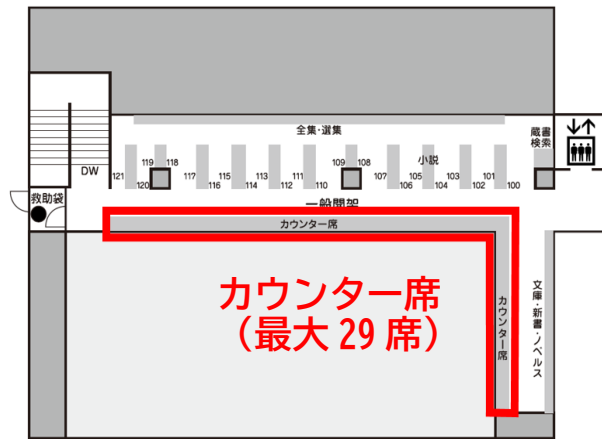 全集・選集
蔵書
検索
小説
DW
121
120
119
118
117
116
115
114
113
112
111
110
109
108
107
106
105
104
103
102
101
100
救助袋
一般開架
カウンター席
カウンター席
文庫・新書・ノベルス
カウンター席
（最大 29 席）